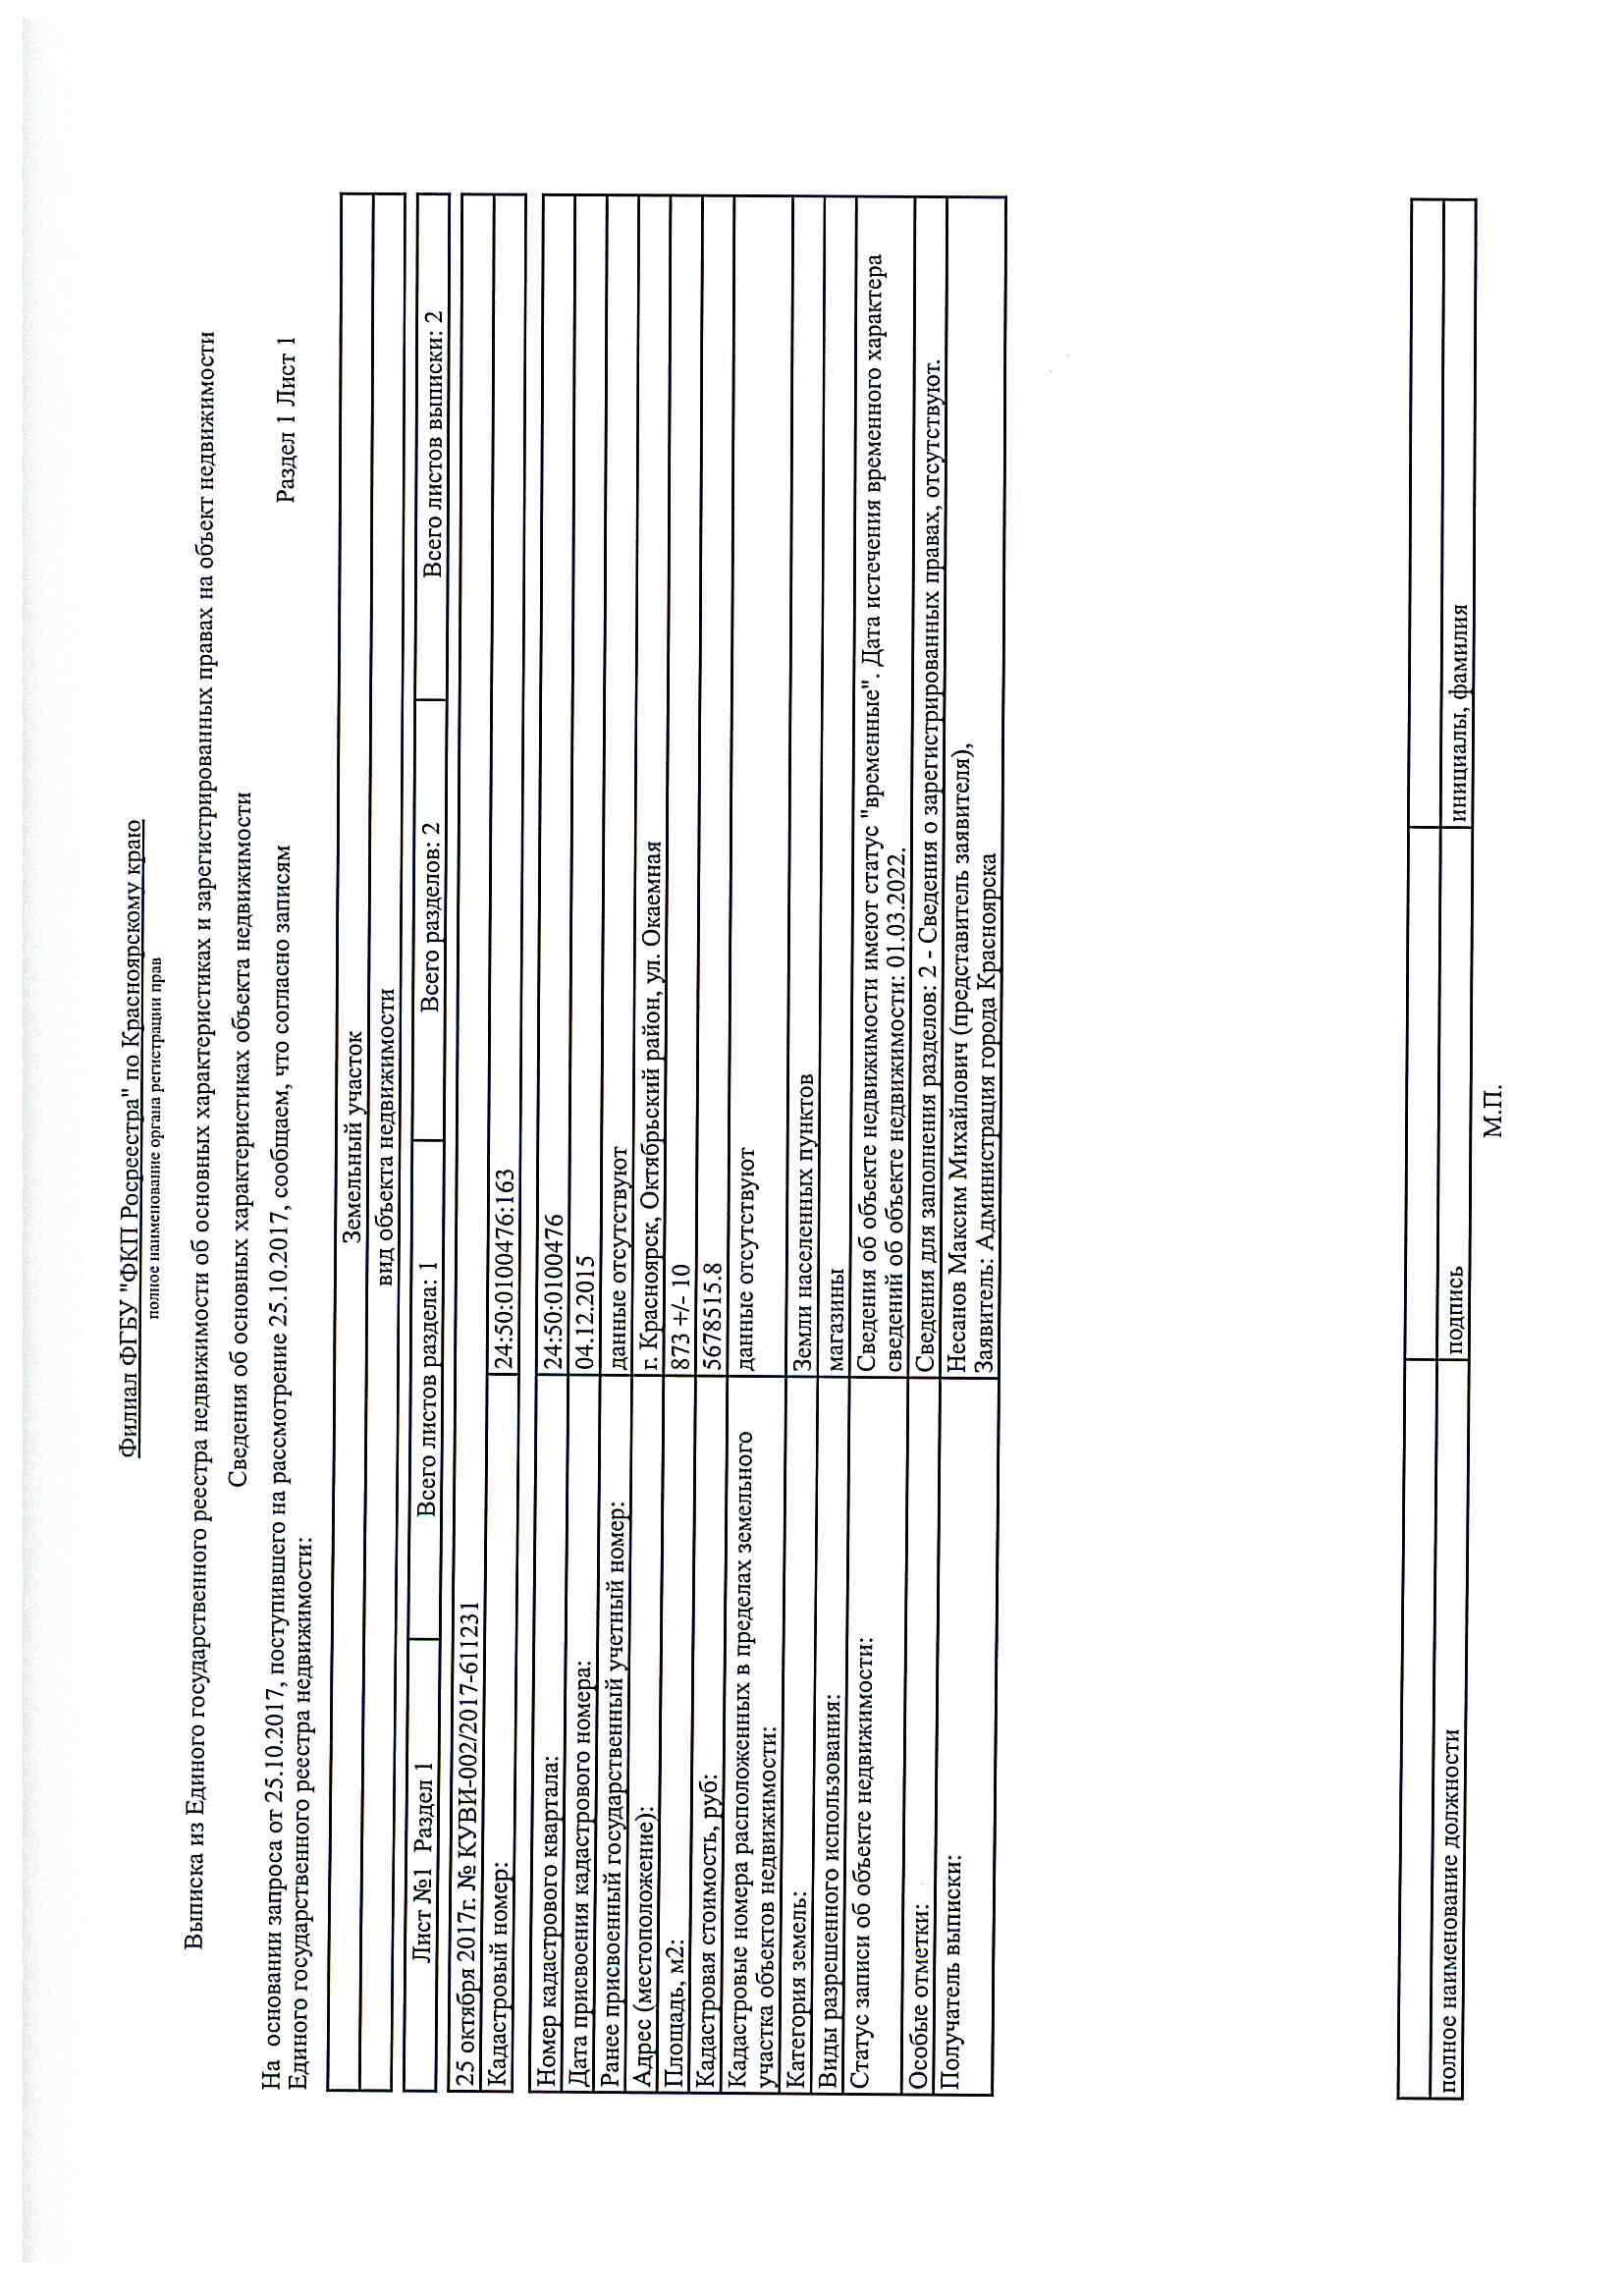 Филиал ФГБУ "ФКП Росреестра" по Красноярскому краю
полное наименование органа регистрации прав
Выписка из Единого государственного реестра недвижимости об основных характеристиках и зарегистрированных правах на объект недвижимости
Сведения об основных характеристиках объекта недвижимости
Раздел 1 Лист 1
На основании запроса от 25.10.2017, поступившего на рассмотрение 25.10.2017, сообщаем, что согласно записям
Единого государственного реестра недвижимости:
Земельный участок
вид объекта недвижимости
Лист №1 Раздел 1 Всего листов раздела: 1 Всего разделов: 2 Всего листов выписки: 2
25 октября 2017г. № КУВИ-002/2017-611231
Кадастровый номер: 24:50:0100476:163
Номер кадастрового квартала: 24:50:0100476
Дата присвоения кадастрового номера: 04.12.2015
Ранее присвоенный государственный учетный номер: данные отсутствуют
Адрес (местоположение): г. Красноярск, Октябрьский район, ул. Окаемная
Площадь, м2: 873 +/- 10
Кадастровая стоимость, руб: 5678515.8
Кадастровые номера расположенных в пределах земельного
участка объектов недвижимости: данные отсутствуют
Категория земель: Земли населенных пунктов
Виды разрешенного использования: магазины
Статус записи об объекте недвижимости: Сведения об объекте недвижимости имеют статус "временные". Дата истечения временного характера
сведений об объекте недвижимости: 01.03.2022.
Особые отметки: Сведения для заполнения разделов: 2 - Сведения о зарегистрированных правах, отсутствуют.
Получатель выписки: Несанов Максим Михайлович (представитель заявителя),
Заявитель: Администрация города Красноярска
полное наименование должности подпись инициалы, фамилия
М.П.